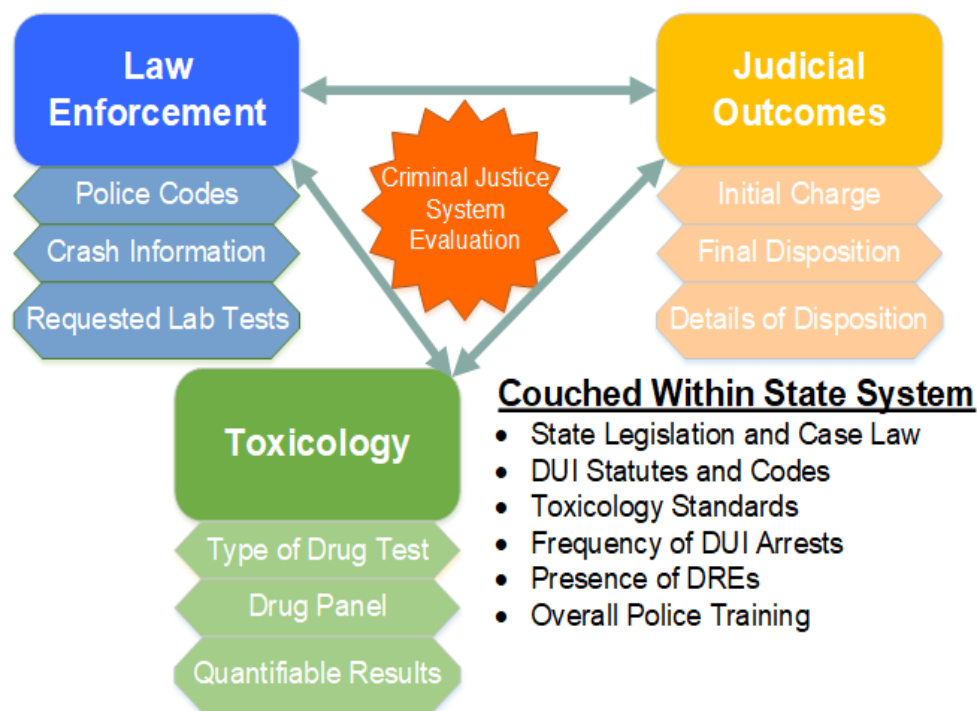 Law
Enforcement
Police Codes
Crash Information
Requested Lab Tests
Criminal Justice
System
Evaluation
Judicial
Outcomes
Initial Charge
Final Disposition
Details of Disposition
Toxicology
Type of Drug Test
Drug Panel
Quantifiable Results
Couched Within State System
• State Legislation and Case Law
• DUI Statutes and Codes
• Toxicology Standards
• Frequency of DUI Arrests
• Presence of DREs
• Overall Police Training